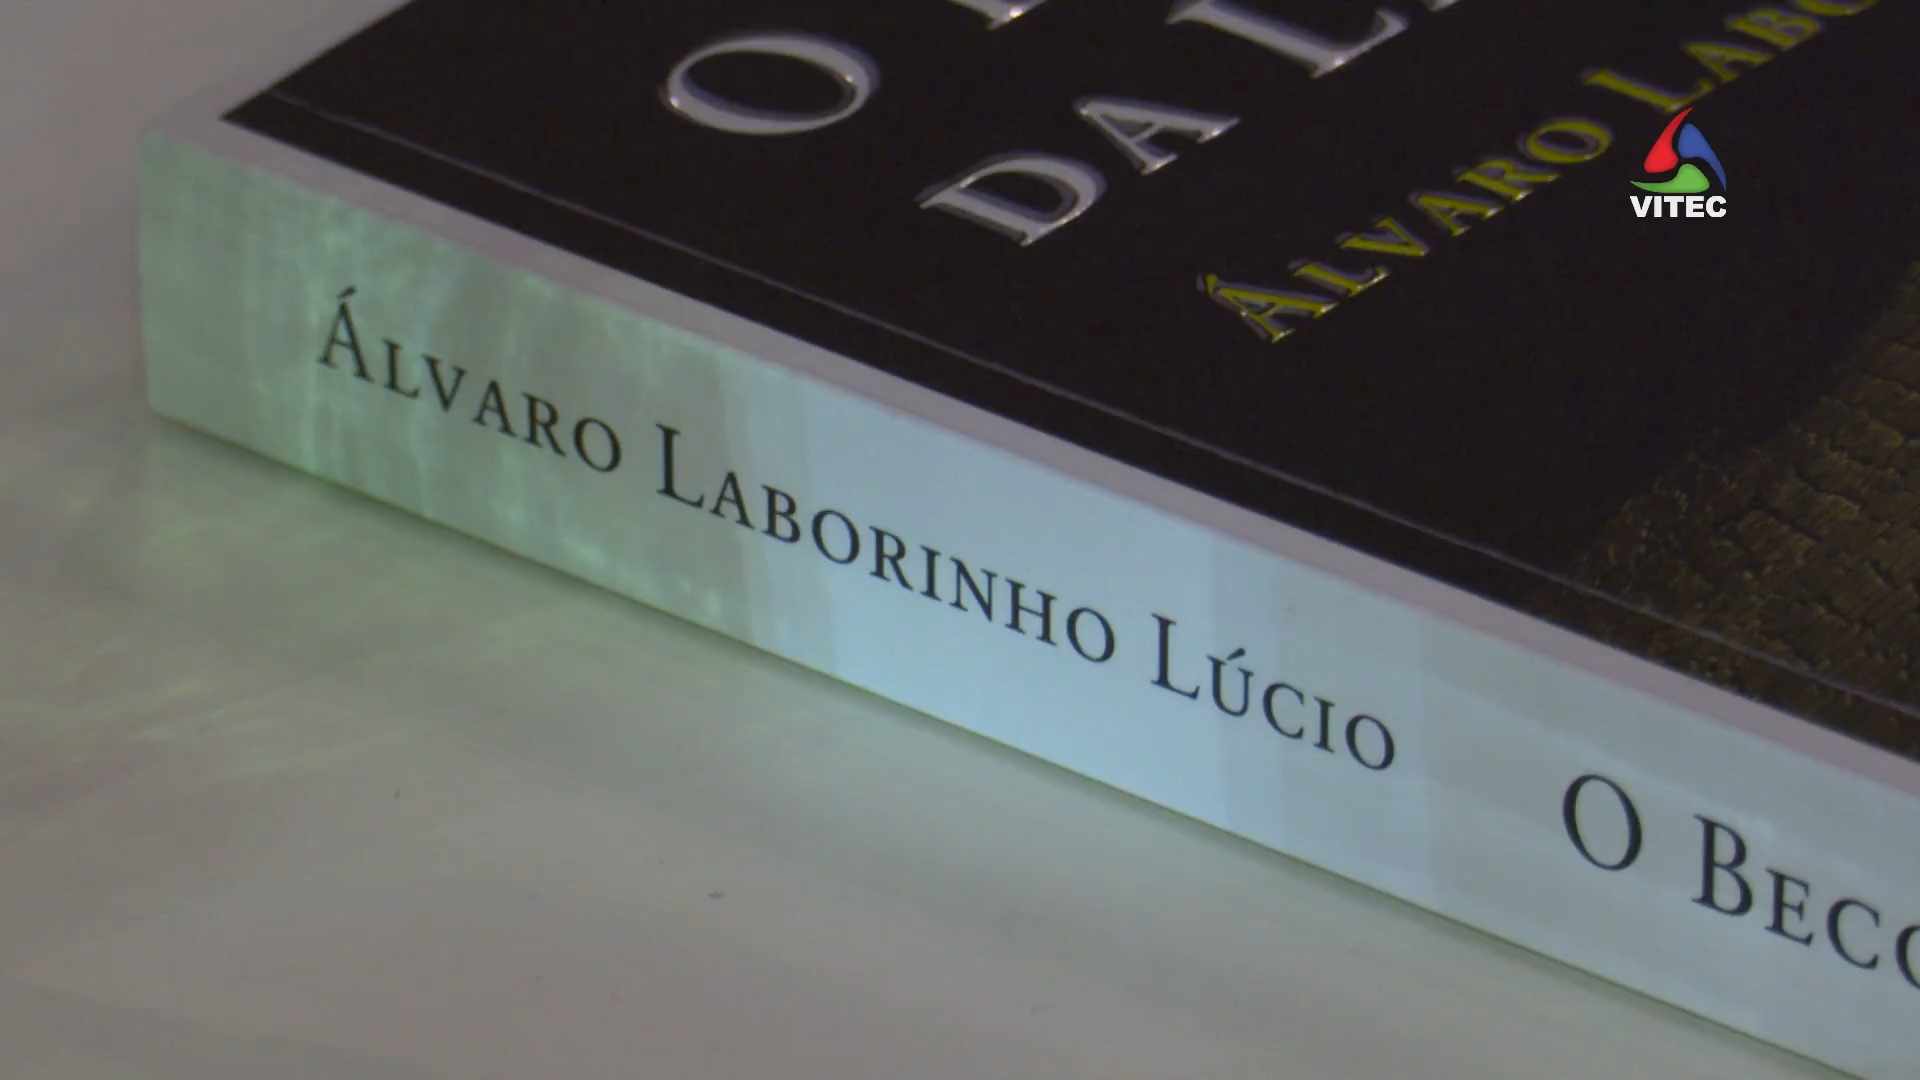 O
DA L
ÁLVARO LABO
VITEC
ÁLVARO LABORINHO LÚCIO O BECO